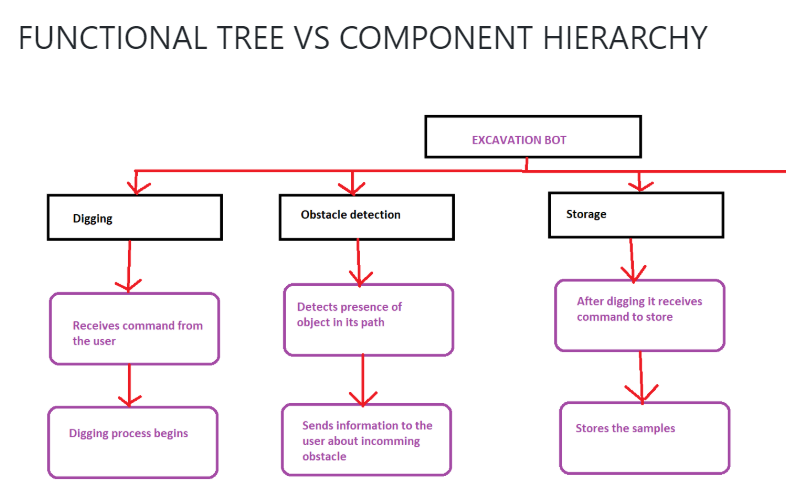 FUNCTIONAL TREE VS COMPONENT HIERARCHY
EXCAVATION BOT
Digging
Obstacle detection
Storage
Receives command from
the user
Detects presence of
object in its path
After digging it receives
command to store
Digging process begins
Sends information to the
user about incomming
obstacle
Stores the samples